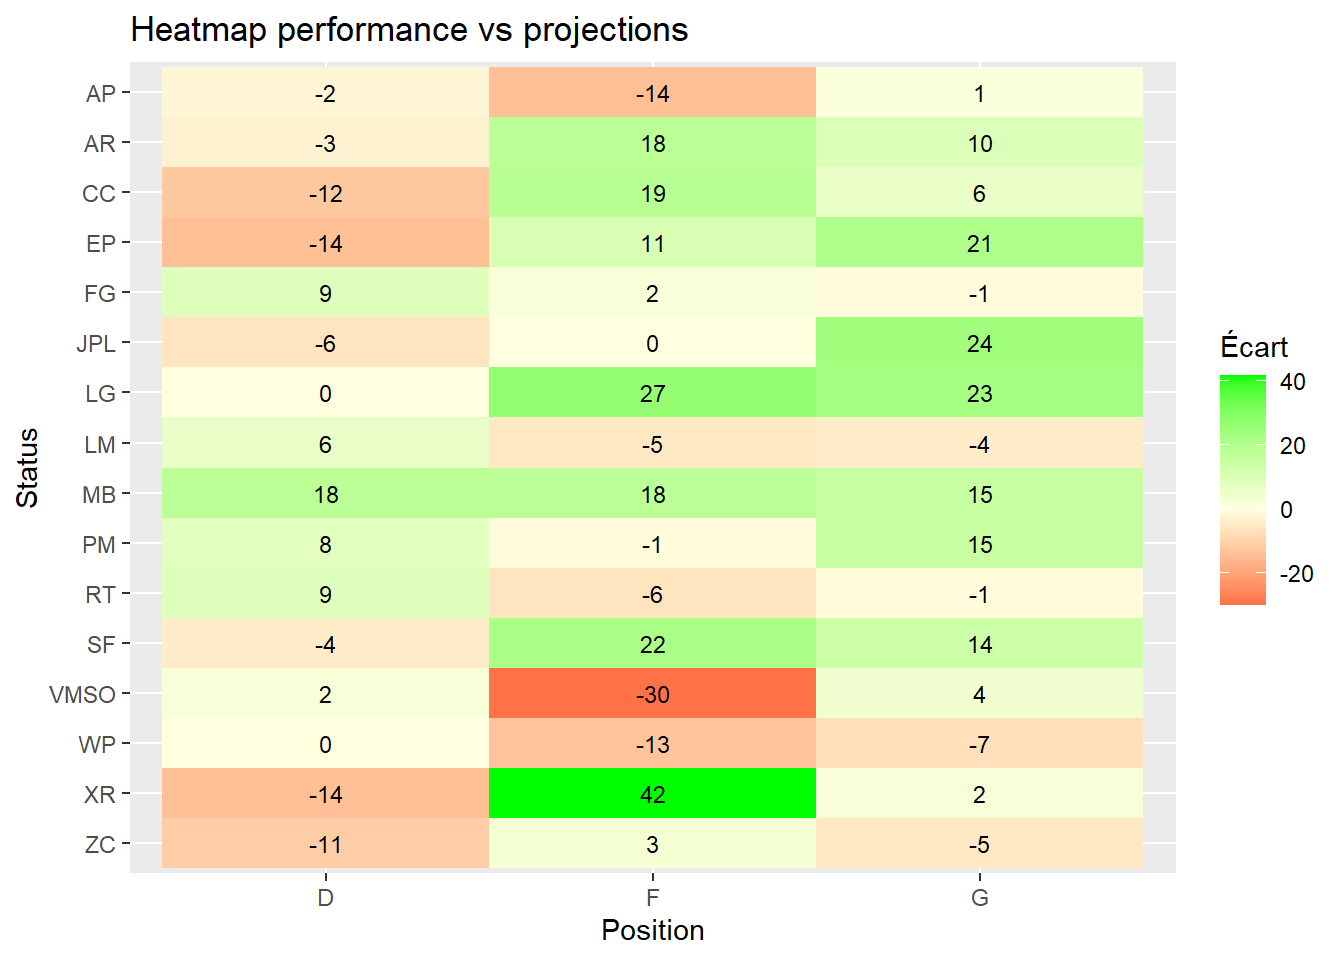 Heatmap performance vs projections
AP -2 -14 1
AR -3 18 10
CC -12 19 6
EP -14 11 21
FG 9 2 -1
JPL -6 0 24
LG 0 27 23
LM 6 -5 -4
MB 18 18 15
PM 8 -1 15
RT 9 -6 -1
SF -4 22 14
VMSO 2 -30 4
WP 0 -13 -7
XR -14 42 2
ZC -11 3 -5
D F G
Position
Status
Écart
40
20
0
-20